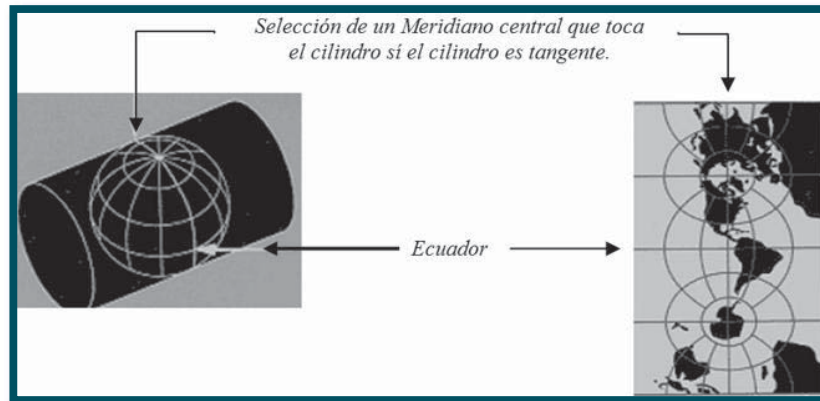 Selección de un Meridiano central que toca
el cilindro sí el cilindro es tangente.
Ecuador